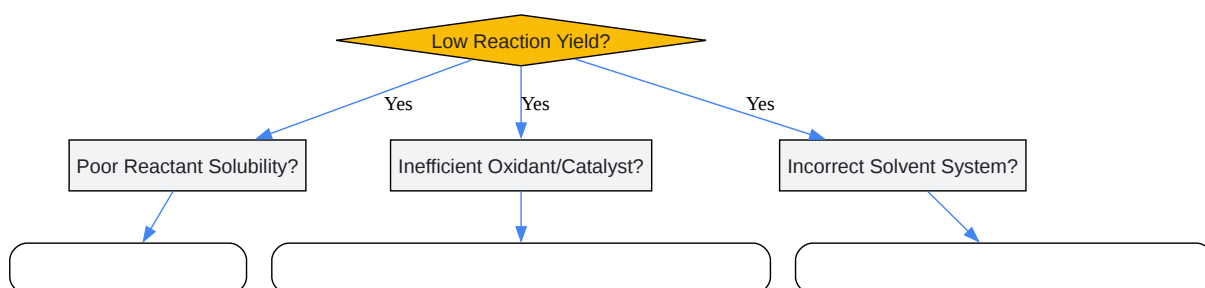 Low Reaction Yield?
Yes
Yes
Yes
Poor Reactant Solubility?
Inefficient Oxidant/Catalyst?
Incorrect Solvent System?